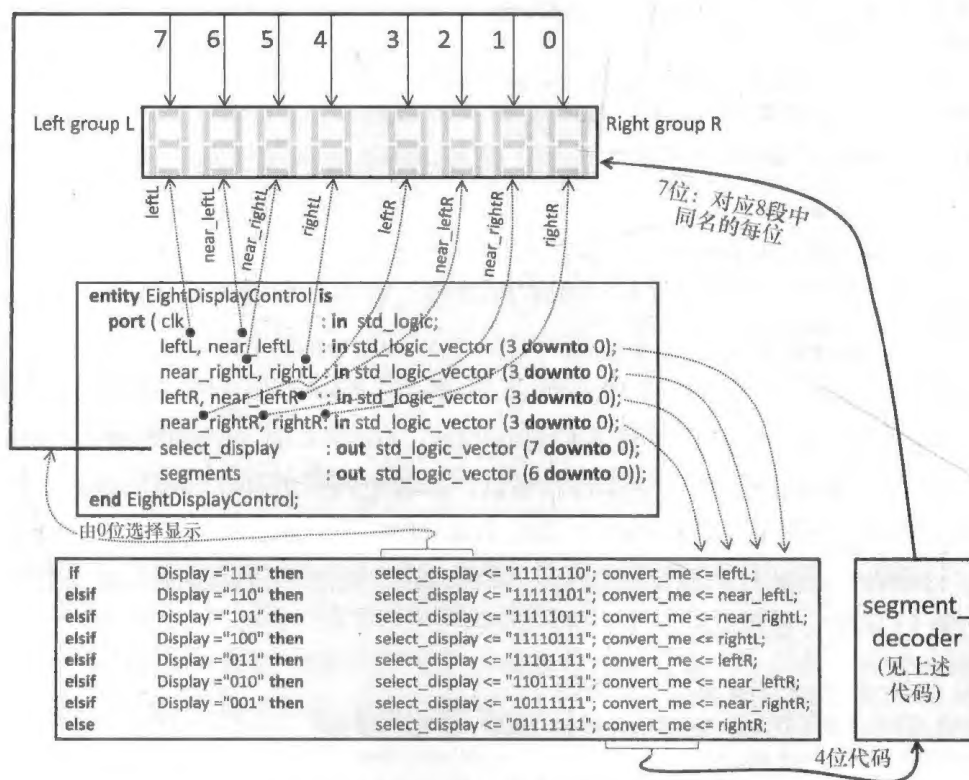 7 6 5 4 3 2 1 0
Left group L
Right group R
leftL
near_leftL
near_rightL
rightL
leftR
near_leftR
near_rightR
rightR
7位：对应8段中
同名的每位
entity EightDisplayControl is
port ( clk : in std_logic;
leftL, near_leftL : in std_logic_vector (3 downto 0);
near_rightL, rightL : in std_logic_vector (3 downto 0);
leftR, near_leftR : in std_logic_vector (3 downto 0);
near_rightR, rightR : in std_logic_vector (3 downto 0);
select_display : out std_logic_vector (7 downto 0);
segments : out std_logic_vector (6 downto 0));
end EightDisplayControl;
由0位选择显示
if Display ="111" then select_display <= "11111110"; convert_me <= leftL;
elsif Display ="110" then select_display <= "11111101"; convert_me <= near_leftL;
elsif Display ="101" then select_display <= "11111011"; convert_me <= near_rightL;
elsif Display ="100" then select_display <= "11110111"; convert_me <= rightL;
elsif Display ="011" then select_display <= "11101111"; convert_me <= leftR;
elsif Display ="010" then select_display <= "11011111"; convert_me <= near_leftR;
elsif Display ="001" then select_display <= "10111111"; convert_me <= near_rightR;
else select_display <= "01111111"; convert_me <= rightR;
segment_
decoder
(见上述
代码)
4位代码